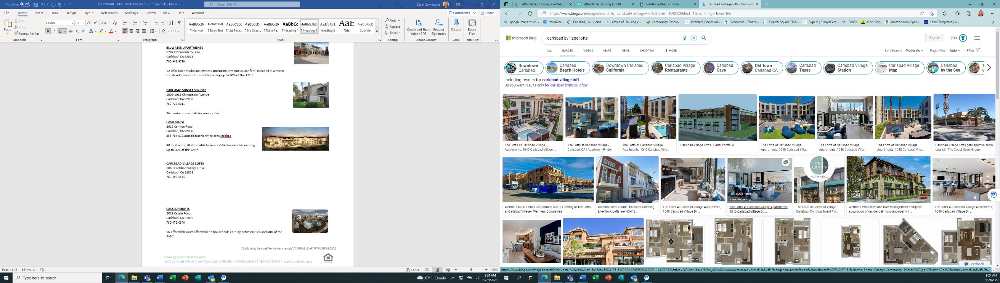 AutoSave Off
AFFORDABLE APARTMENTS 9.2022 - Compatibility Mode
Search (Alt+Q)
Carol Campagna
File Home Insert Draw Design Layout References Mailings Review View Help Acrobat
Comments Share
Paste
Cut
Copy
Format Painter
Calibri 10
AaBbCcDc AaBbCcDdE AaBbCcDc AaBbCcDc AaBbCcDc AaBbCc AaBbCcDdE AaBbCcE AaB AaBbCcC
¶ Normal ¶ Body Text ¶ List Para... ¶ No Spac... ¶ Table Pa... ¶ Heading 1 ¶ Heading 2 Heading 3 Title Subtitle
Find
Replace
Select
Create and Share Adobe PDF
Request Signatures
Dictate
Reuse Files
Clipboard Font Paragraph Styles Editing Adobe Acrobat Voice Reuse Files
BLUWATER APARTMENTS
6797 Embarcadero Lane
Carlsbad, CA 92011
760-942-9719
12 affordable studio apartments approximately 800 square feet. Included in a mixed-
use development. Households earning up to 80% of the AMI*.
CARLSBAD SUNSET SENIORS
1003-1011 Chinquapin Avenue
Carlsbad, CA 92008
760-729-0311
36 one-bedroom units for seniors 55+.
CASA ALDEA
2615 Cannon Road
Carlsbad, CA 92008
858-784-0171casaaldeaseniorliving.com/carlsbad
98 total units, 20 affordable to senior (55+) households earning
up to 80% of the AMI*.
CARLSBAD VILLAGE LOFTS
1040 Carlsbad Village Drive
Carlsbad, CA 92008
760-299-5545
CASSIA HEIGHTS
2029 Cassia Road
Carlsbad, CA 92009
760-476-0546
56-affordable units affordable to households earning between 30% and 60% of the
AMI*.
Q:\Housing Services\Rental Assistance\AFFORDABLE APARTMENTS 9.2022
Housing & Homeless Services
1200 Carlsbad Village Drive | Carlsbad, CA 92008 | 442-339-2810 t | 760-720-2037 f | www.carlsbadca.gov
Page 1 of 5 684 words
Focus
100%
Type here to search
67°F Cloudy
9:24 AM
9/29/2022
Affordable Housing | Carlsbad, C
Affordable Housing (v. 2.0)
Inside Carlsbad - Home
carlsbad bvillage lofts - Bing im
https://www.bing.com/images/search?q=carlsbad+bvillage+lofts&form=HDRSC2&first=1&tsc=ImageHoverTitle
google maps drivin... YardiOne Carlsbad, CA | Home Office of Housing C... Community Resour... Interfaith Communi... Resources - Tenant... Central Square Fina... Sign In | SimpleCert... FedEx DocuSign Amazon.com. Spen... Label Templates | A...
Microsoft Bing
carlsbad bvillage lofts
Sign in
200
ALL IMAGES VIDEOS MAPS NEWS SHOPPING MORE
SafeSearch: Moderate Page titles: Auto Filter
Downtown Carlsbad
Carlsbad Beach Hotels
Downtown Carlsbad California
Carlsbad Village Restaurants
Carlsbad Cave
Old Town Carlsbad CA
Carlsbad Texas
Carlsbad Village Station
Carlsbad Village Map
Carlsbad by the Sea
Including results for carlsbad village loft.
Do you want results only for carlsbad bvillage lofts?
The Lofts At Carlsbad Village Apartments, 1040 Carlsbad Village ...
The Lofts at Carlsbad Village - Carlsbad, CA | Apartment Finder
The Lofts At Carlsbad Village Apartments, 1040 Carlsbad Villa...
Carlsbad Village Lofts | Parisi Portfolio
The Lofts At Carlsbad Village Apartments, 1040 Carlsbad Villa...
The Lofts At Carlsbad Village Apartments, 1040 Carlsbad Villa...
The Lofts At Carlsbad Village Apartments, 1040 Carlsbad Villa...
Carlsbad Village Lofts gets approval from council - The Coast News Group
THE LOFTS
350 x 233 · jpeg
rentcafe.com
Wermers Multi-Family Corporation Starts Framing at The Lofts at Carlsbad Village - Wermers Companies
Carlsbad Real Estate - Bluwater Crossing Live-Work Lofts are NOW S...
The Lofts At Carlsbad Village Apartments, 1040 Carlsbad Village Dr, ...
The Lofts At Carlsbad Village Apartments, 1040 Carlsbad Village Dr, ...
The Lofts at Carlsbad Village - Carlsbad, CA | Apartment Fin...
Wermers Properties and R&V Management complete acquisition of residential mix-use property in ...
The Lofts At Carlsbad Village Apartments, 1040 Carlsbad Village Dr, ...
Feedback
9:24 AM
9/29/2022